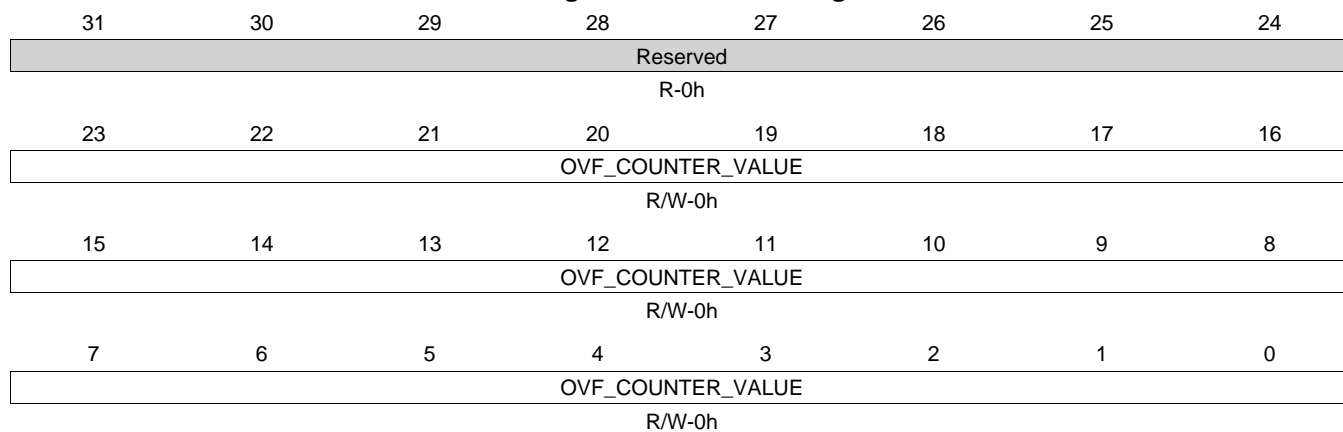 31 30 29 28 27 26 25 24
Reserved
R-0h
23 22 21 20 19 18 17 16
OVF_COUNTER_VALUE
R/W-0h
15 14 13 12 11 10 9 8
OVF_COUNTER_VALUE
R/W-0h
7 6 5 4 3 2 1 0
OVF_COUNTER_VALUE
R/W-0h